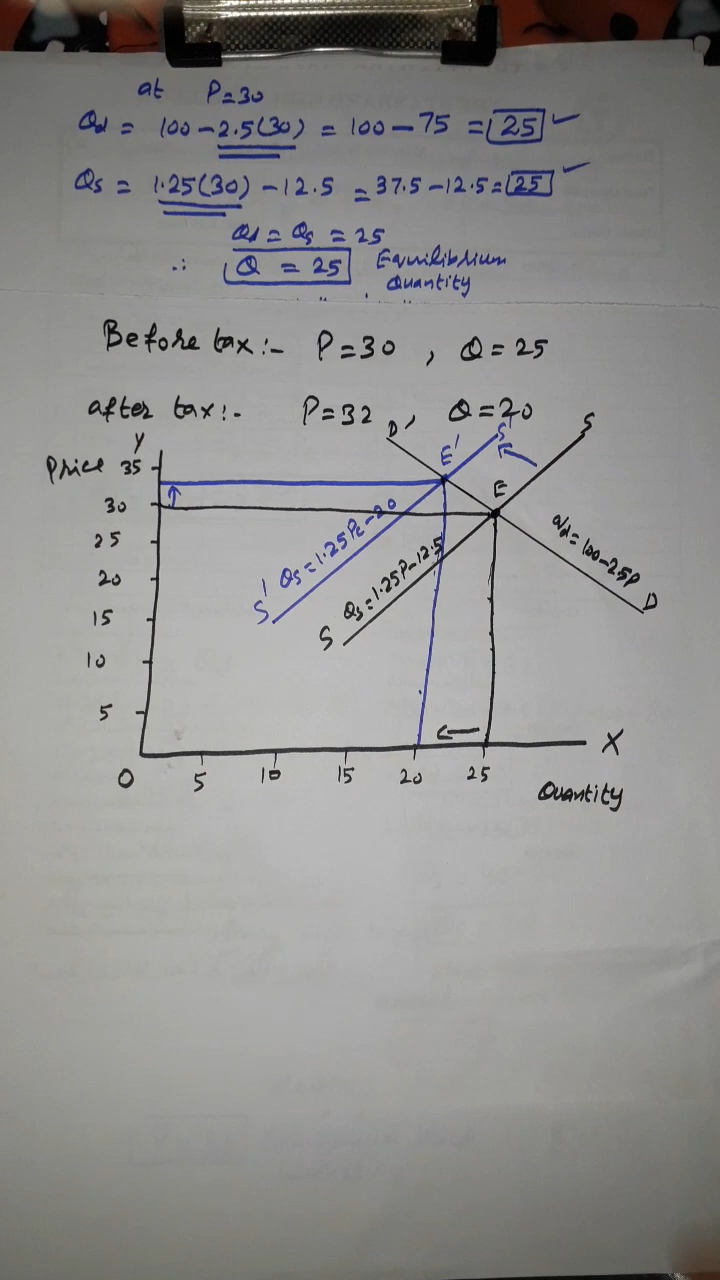 at P=30
Qd = 100-2.5(30) = 100-75 = 25
Qs = 1.25(30)-12.5 = 37.5-12.5 = 25
Qd = Qs = 25
∴ Q = 25 Equilibrium
Quantity
Before tax:- P=30, Q=25
after tax:- P=32, Q=20
Y
Price
35
30
25
20
15
10
5
O
5
10
15
20
25
X
Quantity
D
E'
S'
S
E
Qd=100-2.5P
D
S' Qs=1.25Pc-20
S Qs=1.25P-12.5